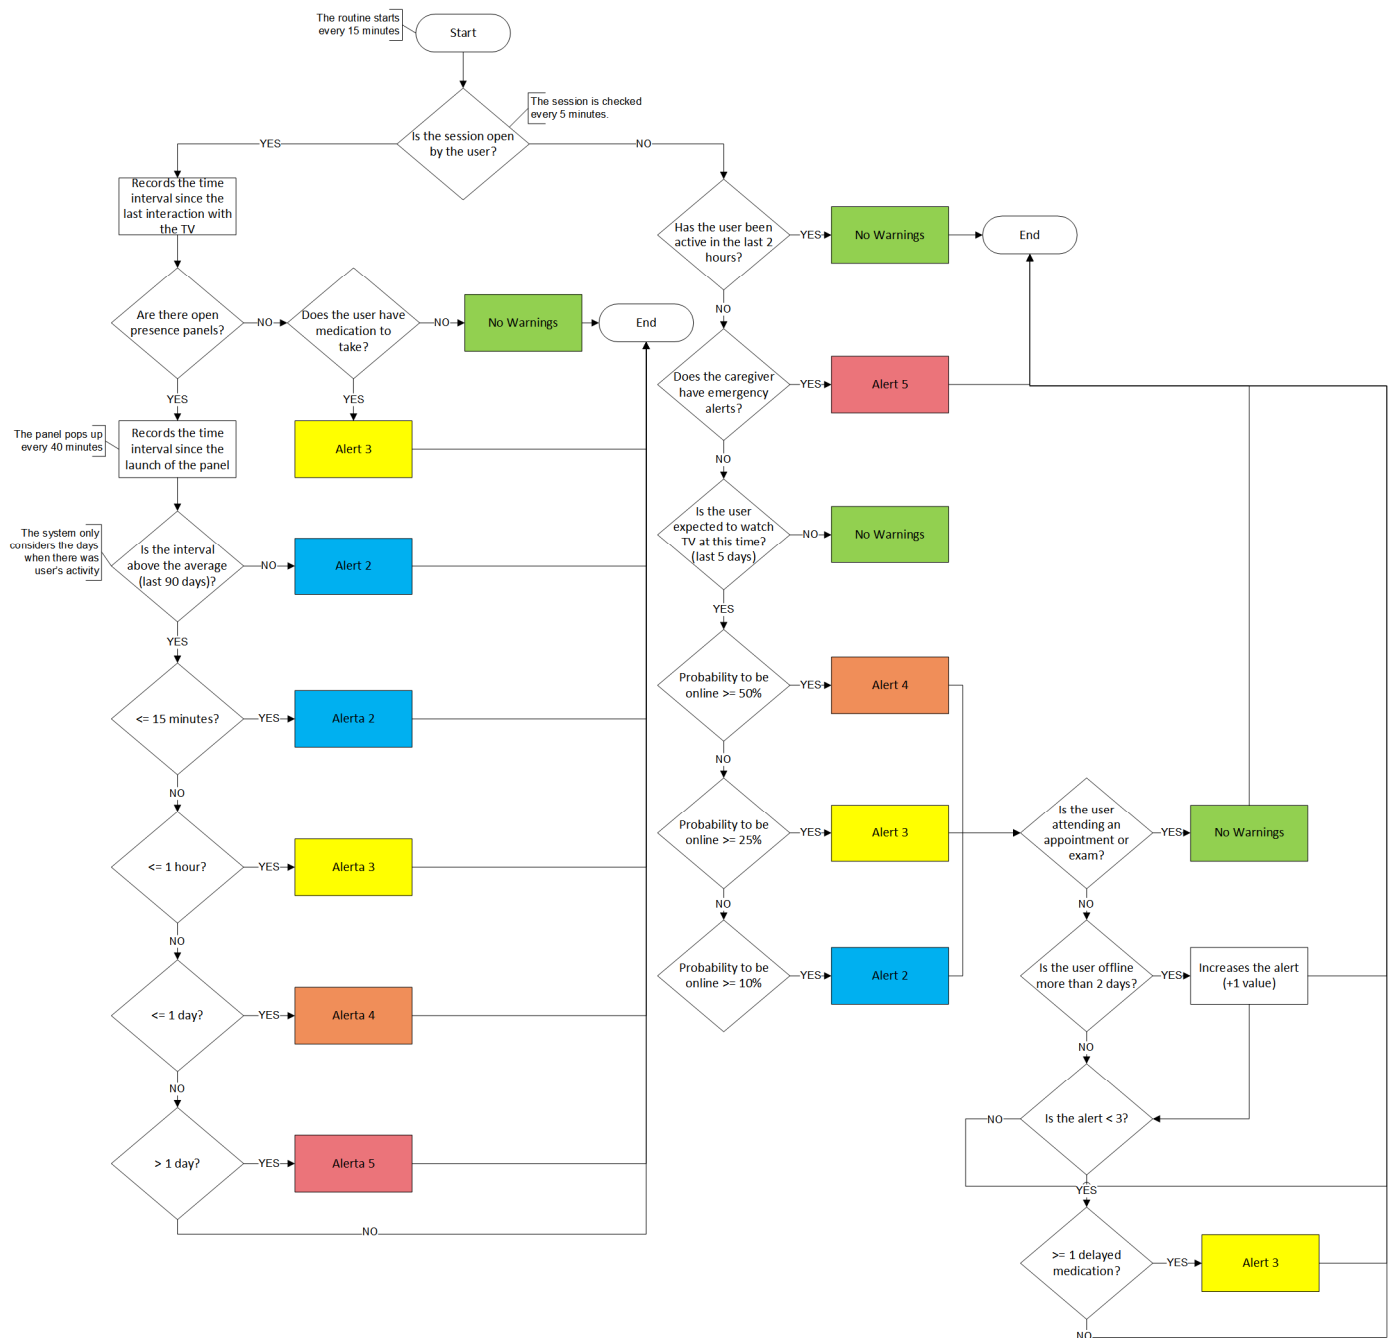 The routine starts
every 15 minutes
Start
The session is checked
every 5 minutes.
Is the session open
by the user?
YES
NO
Records the time
interval since the
last interaction with
the TV
Has the user been
active in the last 2
hours?
YES
No Warnings
End
NO
Are there open
presence panels?
NO
Does the user have
medication to
take?
NO
No Warnings
End
YES
YES
Does the caregiver
have emergency
alerts?
YES
Alert 5
NO
The panel pops up
every 40 minutes
Records the time
interval since the
launch of the panel
Alert 3
Is the user
expected to watch
TV at this time?
(last 5 days)
NO
No Warnings
YES
The system only
considers the days
when there was
user's activity
Is the interval
above the average
(last 90 days)?
NO
Alert 2
YES
Probability to be
online >= 50%
YES
Alert 4
NO
<= 15 minutes?
YES
Alerta 2
NO
Probability to be
online >= 25%
YES
Alert 3
NO
Is the user
attending an
appointment or
exam?
YES
No Warnings
NO
<= 1 hour?
YES
Alerta 3
NO
Probability to be
online >= 10%
YES
Alert 2
Is the user offline
more than 2 days?
YES
Increases the alert
(+1 value)
NO
<= 1 day?
YES
Alerta 4
NO
Is the alert < 3?
NO
YES
> 1 day?
YES
Alerta 5
NO
>= 1 delayed
medication?
YES
Alert 3
NO